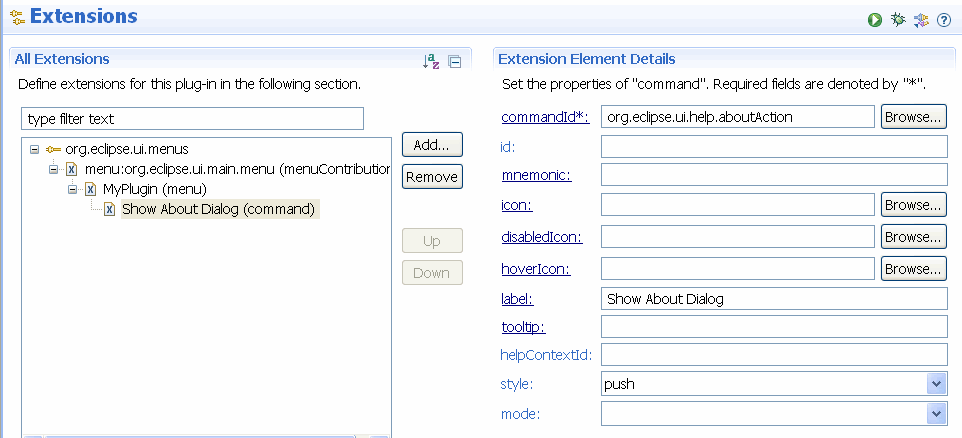 Extensions
All Extensions
Define extensions for this plug-in in the following section.
type filter text
org.eclipse.ui.menus
menu:org.eclipse.ui.main.menu (menuContribution
MyPlugin (menu)
Show About Dialog (command)
Add...
Remove
Up
Down
Extension Element Details
Set the properties of "command". Required fields are denoted by "*".
commandId*: org.eclipse.ui.help.aboutAction Browse...
id:
mnemonic:
icon: Browse...
disabledIcon: Browse...
hoverIcon: Browse...
label: Show About Dialog
tooltip:
helpContextId:
style: push
mode: